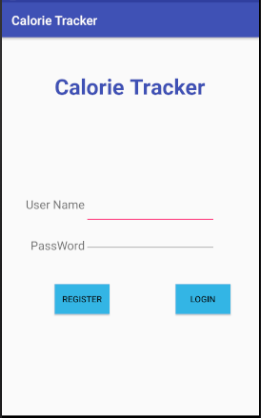 Calorie Tracker
Calorie Tracker
User Name
PassWord
REGISTER
LOGIN